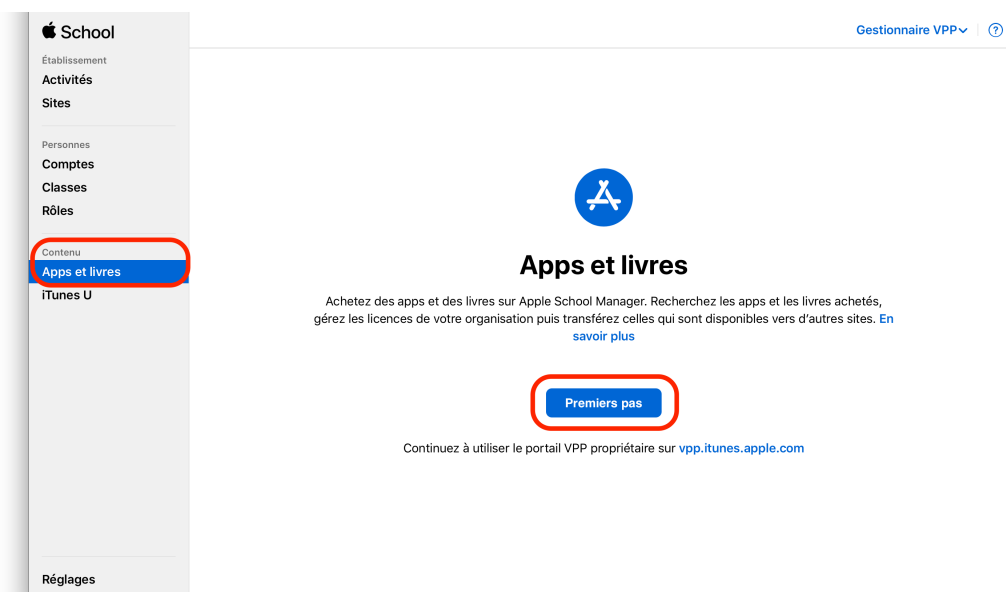 School
Gestionnaire VPP
?
Établissement
Activités
Sites
Personnes
Comptes
Classes
Rôles
Contenu
Apps et livres
iTunes U
Réglages
Apps et livres
Achetez des apps et des livres sur Apple School Manager. Recherchez les apps et les livres achetés,
gérez les licences de votre organisation puis transférez celles qui sont disponibles vers d'autres sites. En
savoir plus
Premiers pas
Continuez à utiliser le portail VPP propriétaire sur vpp.itunes.apple.com